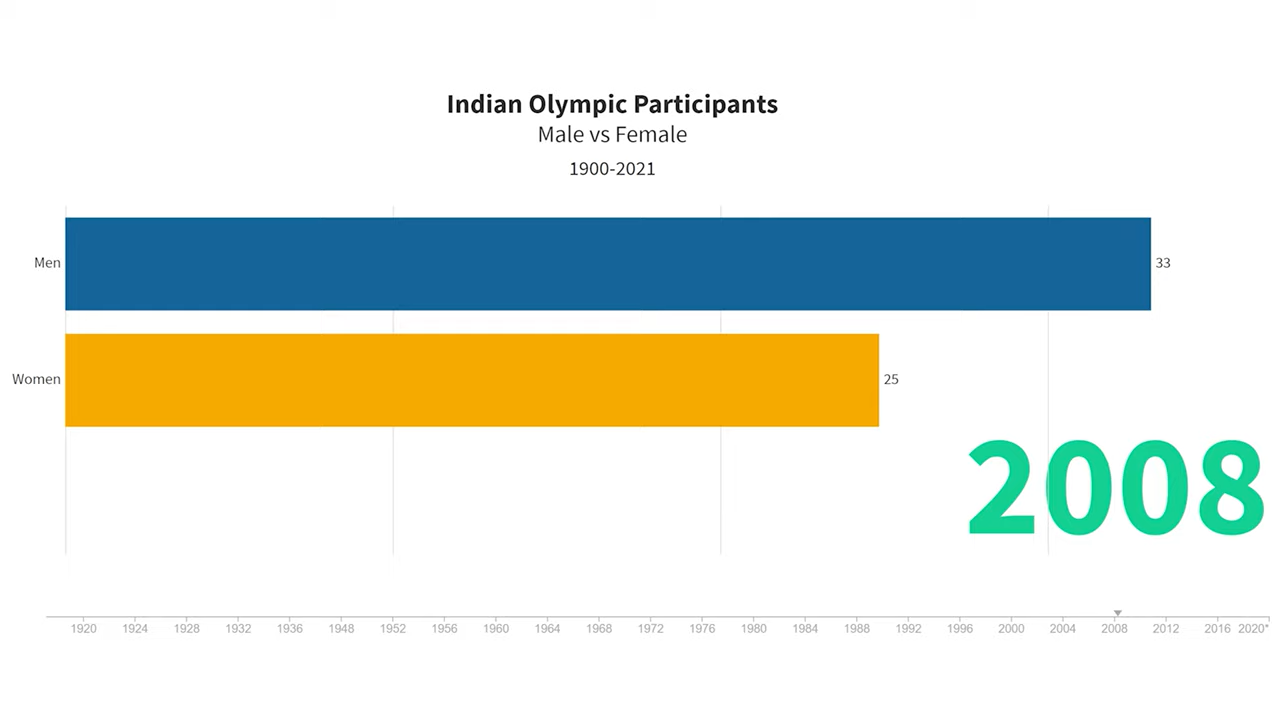 Indian Olympic Participants
Male vs Female
1900-2021
Men 33
Women 25
2008
1920 1924 1928 1932 1936 1948 1952 1956 1960 1964 1968 1972 1976 1980 1984 1988 1992 1996 2000 2004 2008 2012 2016 2020*